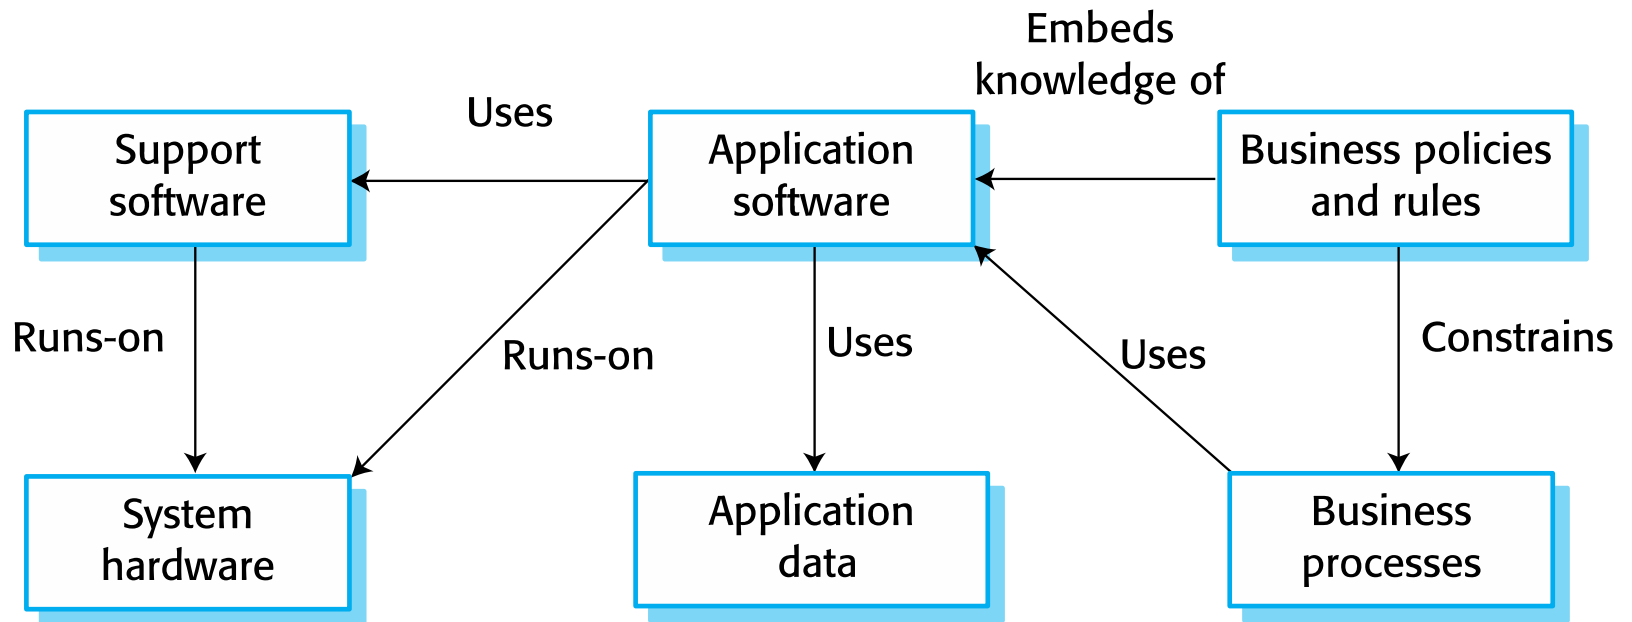 Embeds
knowledge of
Uses
Support
software
Application
software
Business policies
and rules
Runs-on
Runs-on
Uses
Uses
Constrains
System
hardware
Application
data
Business
processes